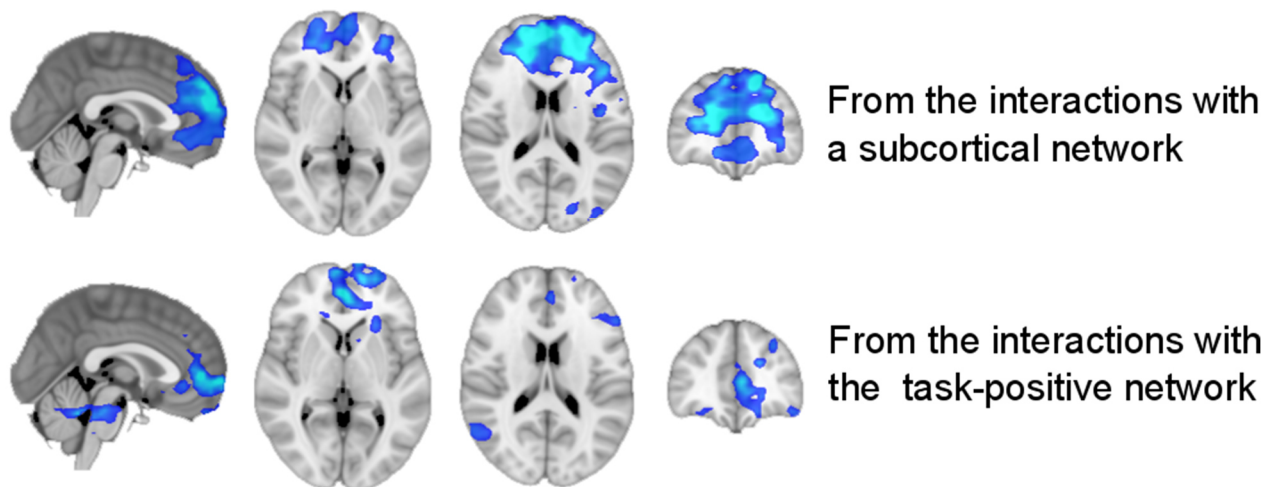 From the interactions with
a subcortical network
From the interactions with
the task-positive network